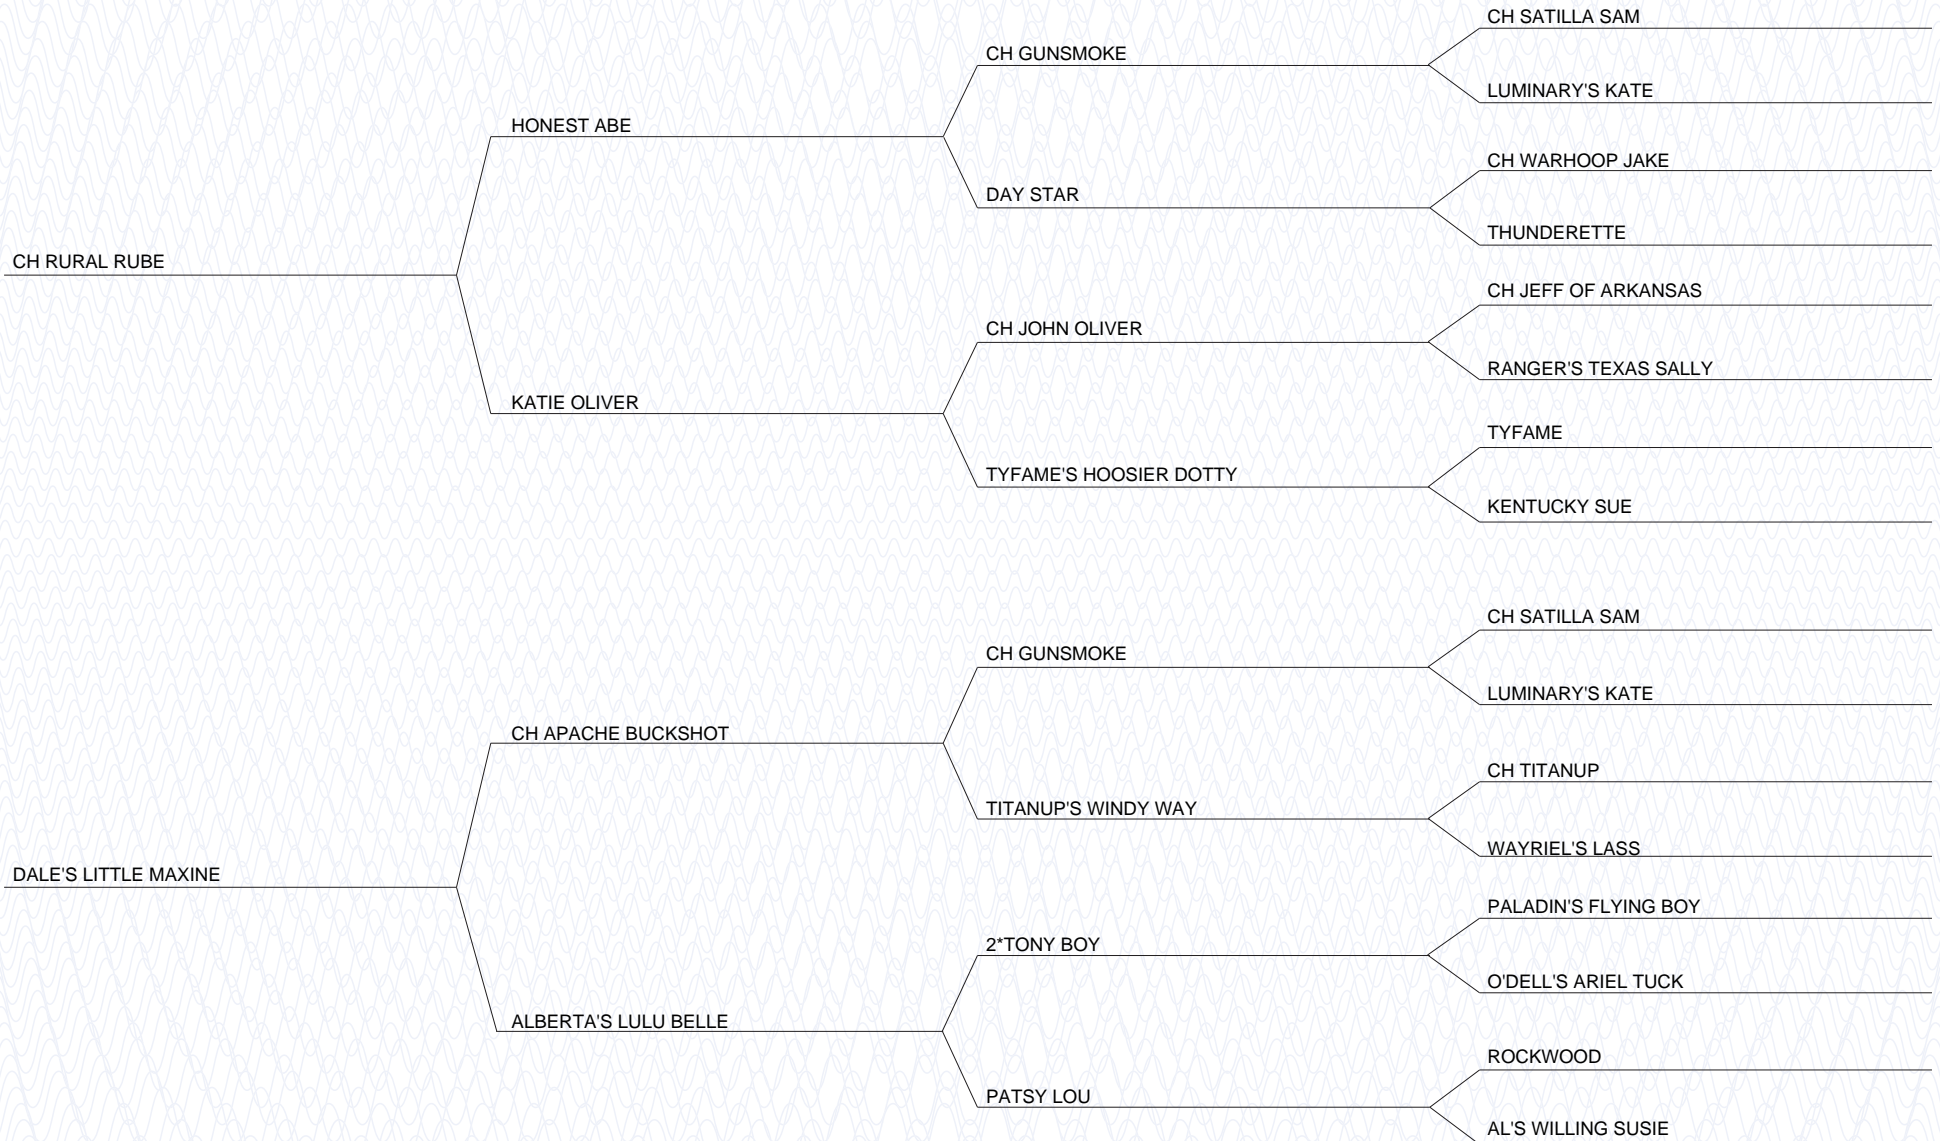 CH SATILLA SAM
CH GUNSMOKE
LUMINARY'S KATE
HONEST ABE
CH WARHOOP JAKE
DAY STAR
THUNDERETTE
CH RURAL RUBE
CH JEFF OF ARKANSAS
CH JOHN OLIVER
RANGER'S TEXAS SALLY
KATIE OLIVER
TYFAME
TYFAME'S HOOSIER DOTTY
KENTUCKY SUE
CH SATILLA SAM
CH GUNSMOKE
LUMINARY'S KATE
CH APACHE BUCKSHOT
CH TITANUP
TITANUP'S WINDY WAY
WAYRIEL'S LASS
DALE'S LITTLE MAXINE
PALADIN'S FLYING BOY
2*TONY BOY
O'DELL'S ARIEL TUCK
ALBERTA'S LULU BELLE
ROCKWOOD
PATSY LOU
AL'S WILLING SUSIE